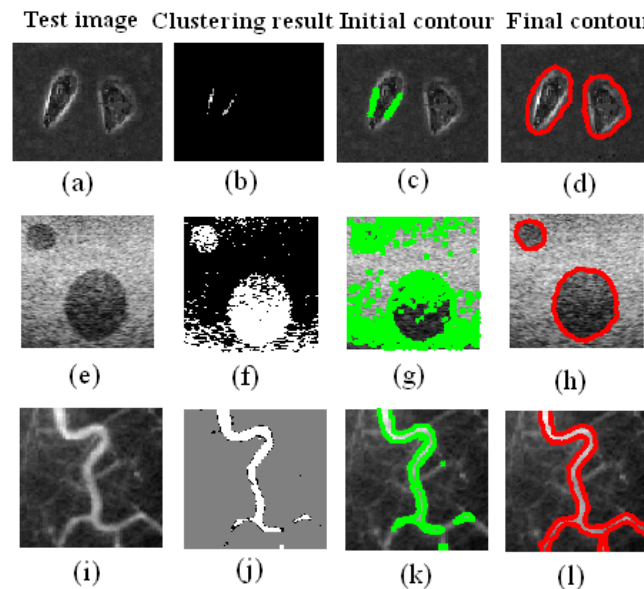 Test image Clustering result Initial contour Final contour
(a) (b) (c) (d)
(e) (f) (g) (h)
(i) (j) (k) (l)